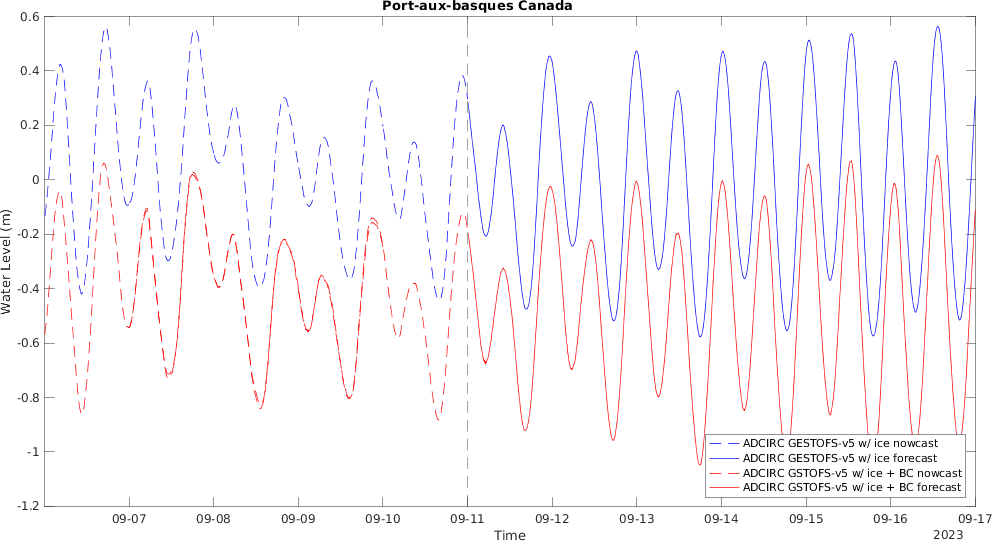 Port-aux-basques Canada
0.6
0.4
0.2
0
-0.2
-0.4
-0.6
-0.8
-1
-1.2
Water Level (m)
ADCIRC GESTOFS-v5 w/ ice nowcast
ADCIRC GESTOFS-v5 w/ ice forecast
ADCIRC GSTOFS-v5 w/ ice + BC nowcast
ADCIRC GSTOFS-v5 w/ ice + BC forecast
09-07 09-08 09-09 09-10 09-11 09-12 09-13 09-14 09-15 09-16 09-17
Time
2023